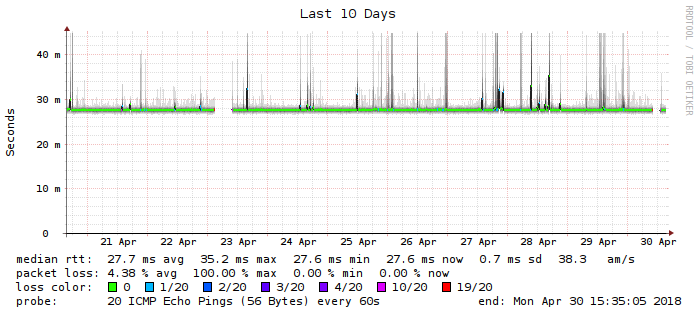 Last 10 Days
RRDTOOL / TOBI OETIKER
Seconds
40 m
30 m
20 m
10 m
0
21 Apr 22 Apr 23 Apr 24 Apr 25 Apr 26 Apr 27 Apr 28 Apr 29 Apr 30 Apr
median rtt: 27.7 ms avg 35.2 ms max 27.6 ms min 27.6 ms now 0.7 ms sd 38.3 am/s
packet loss: 4.38 % avg 100.00 % max 0.00 % min 0.00 % now
loss color: 0 1/20 2/20 3/20 4/20 10/20 19/20
probe: 20 ICMP Echo Pings (56 Bytes) every 60s end: Mon Apr 30 15:35:05 2018